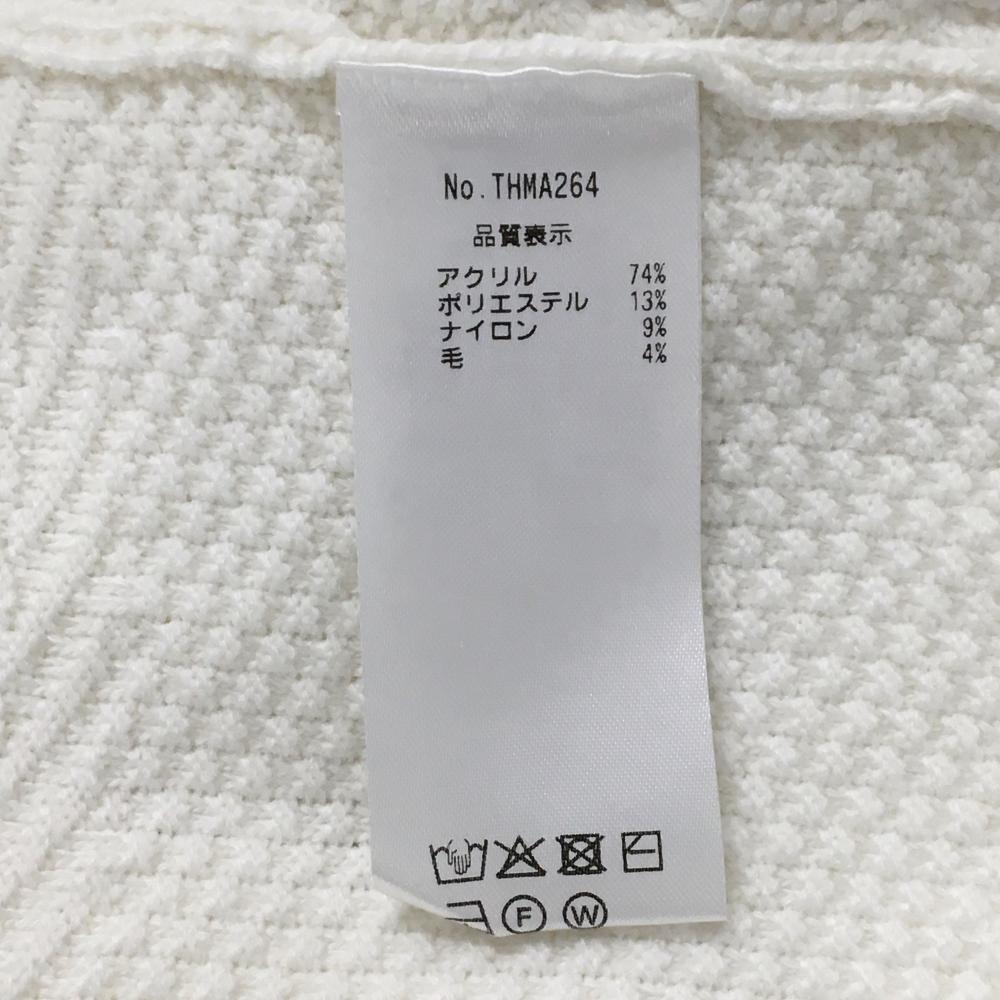 No.THMA264
品質表示
アクリル 74%
ポリエステル 13%
ナイロン 9%
毛 4%
F W